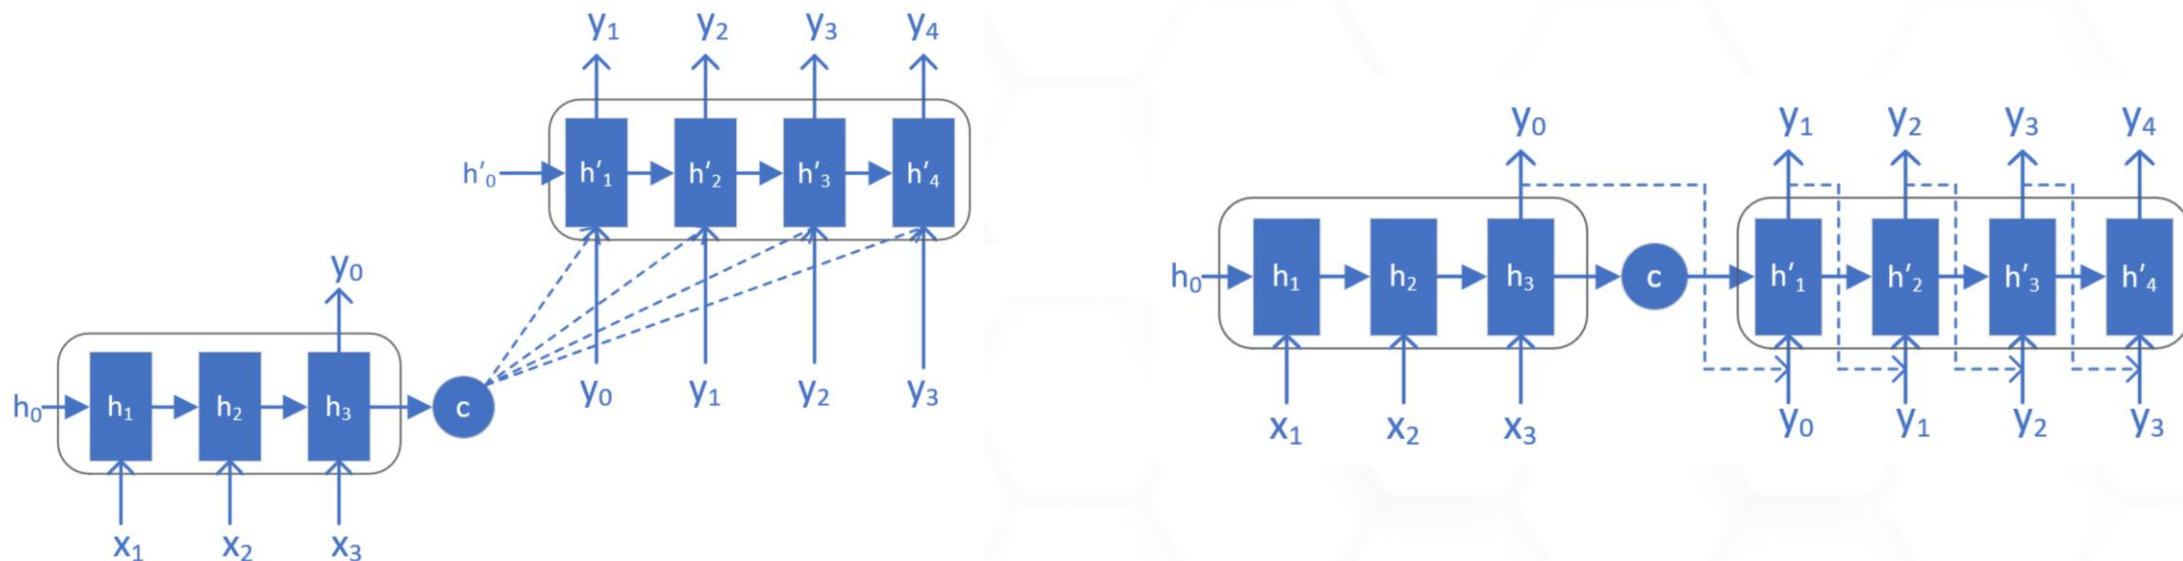 y₁ y₂ y₃ y₄
h′₀ h′₁ h′₂ h′₃ h′₄
y₀
y₀ y₁ y₂ y₃
h₀ h₁ h₂ h₃ c
x₁ x₂ x₃
y₀ y₁ y₂ y₃ y₄
h₀ h₁ h₂ h₃ c h′₁ h′₂ h′₃ h′₄
x₁ x₂ x₃ y₀ y₁ y₂ y₃